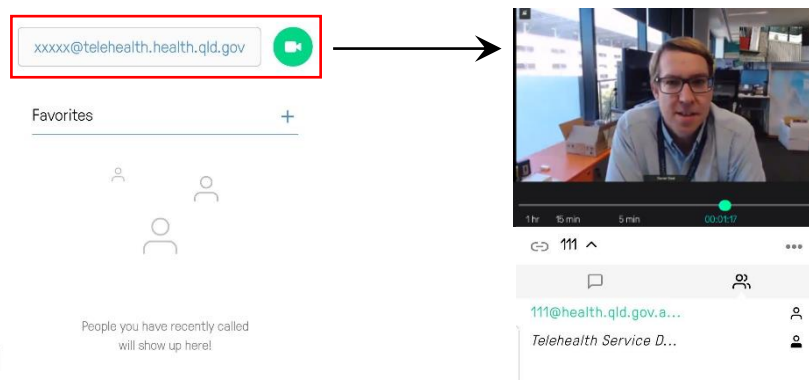 xxxxx@telehealth.health.qld.gov
Favorites
People you have recently called
will show up here!
1 hr 15 min 5 min 00:01:17
111
111@health.qld.gov.a...
Telehealth Service D...